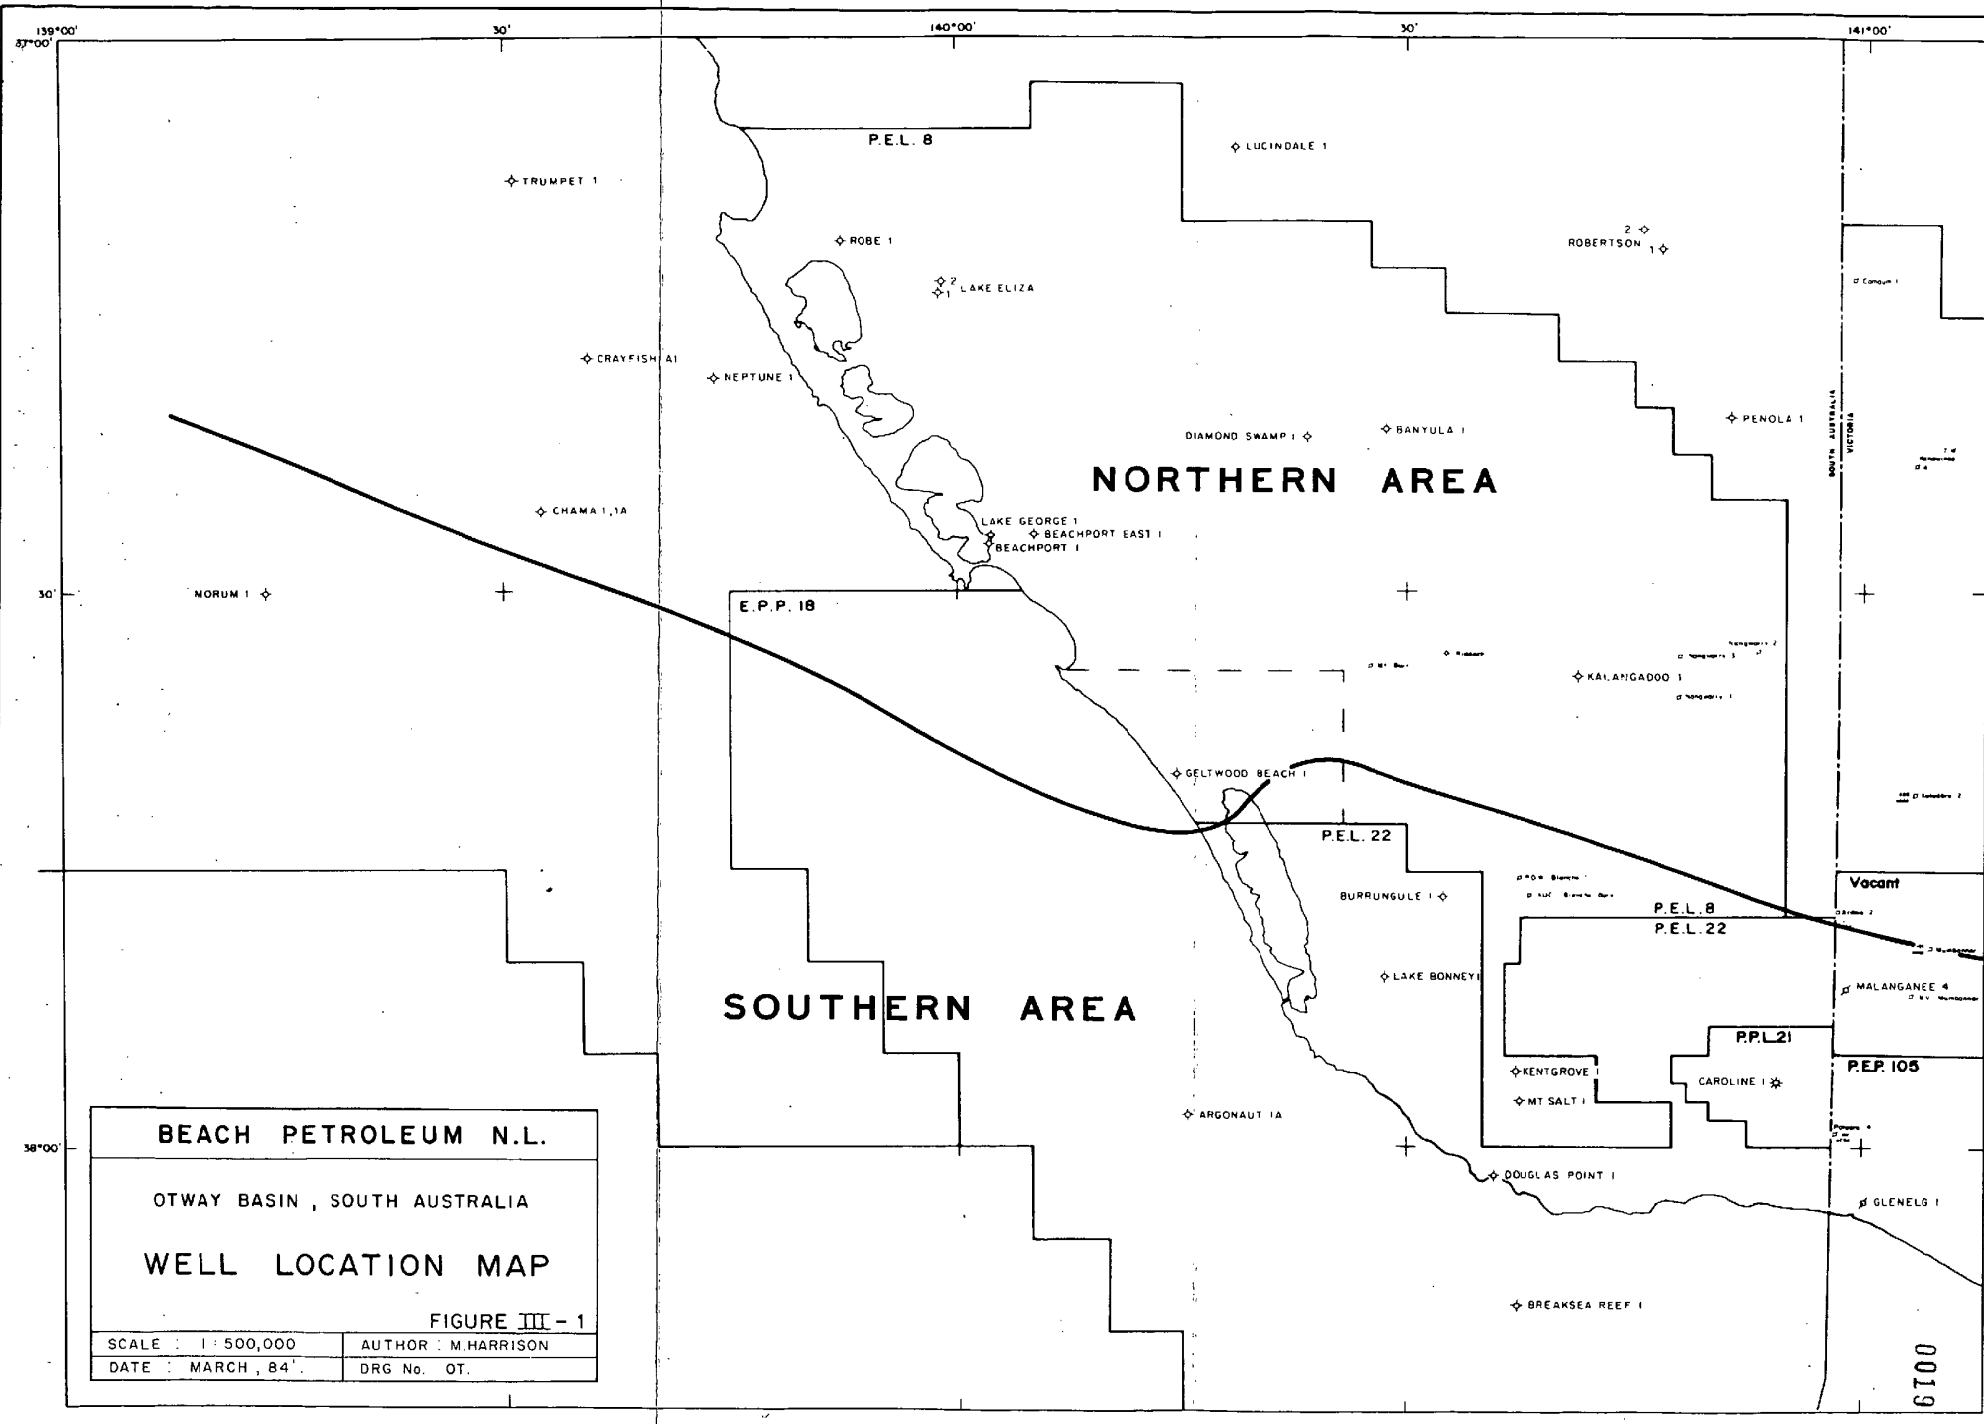 139°00'
30'
140°00'
30'
141°00'
37°00'
P.E.L. 8
LUCINDALE 1
TRUMPET 1
ROBE 1
2
ROBERTSON 1
2
1 LAKE ELIZA
CRAYFISH A1
NEPTUNE 1
PENOLA 1
SOUTH AUSTRALIA
VICTORIA
DIAMOND SWAMP 1
BANYULA 1
NORTHERN AREA
CHAMA 1,1A
LAKE GEORGE 1
BEACHPORT EAST 1
BEACHPORT 1
30'
NORUM 1
E.P.P. 18
KALANGADOO 1
GELTWOOD BEACH 1
P.E.L. 22
Vacant
BURRUNGULE 1
P.E.L. 8
P.E.L. 22
LAKE BONNEY 1
MALANGANEE 4
SOUTHERN AREA
P.P.L 21
P.E.P. 105
KENTGROVE 1
CAROLINE 1
MT SALT 1
ARGONAUT 1A
38°00'
DOUGLAS POINT 1
GLENELG 1
BREAKSEA REEF 1
BEACH PETROLEUM N.L.
OTWAY BASIN , SOUTH AUSTRALIA
WELL LOCATION MAP
FIGURE III - 1
SCALE : 1:500,000
AUTHOR : M.HARRISON
DATE : MARCH , 84'.
DRG No. OT.
0019